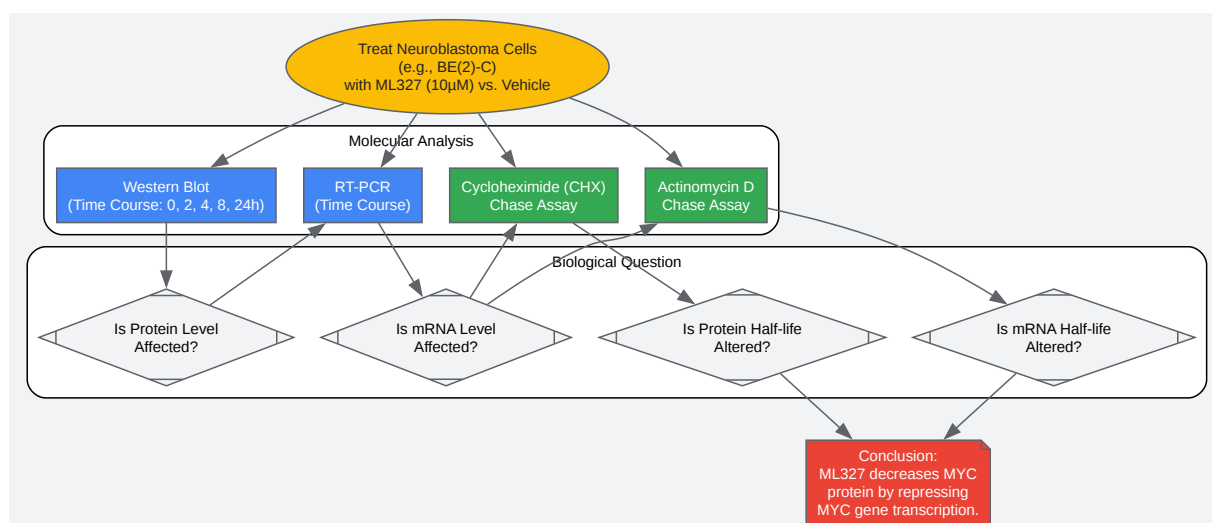 Treat Neuroblastoma Cells
(e.g., BE(2)-C)
with ML327 (10µM) vs. Vehicle
Molecular Analysis
Western Blot
(Time Course: 0, 2, 4, 8, 24h)
RT-PCR
(Time Course)
Cycloheximide (CHX)
Chase Assay
Actinomycin D
Chase Assay
Biological Question
Is Protein Level
Affected?
Is mRNA Level
Affected?
Is Protein Half-life
Altered?
Is mRNA Half-life
Altered?
Conclusion:
ML327 decreases MYC
protein by repressing
MYC gene transcription.